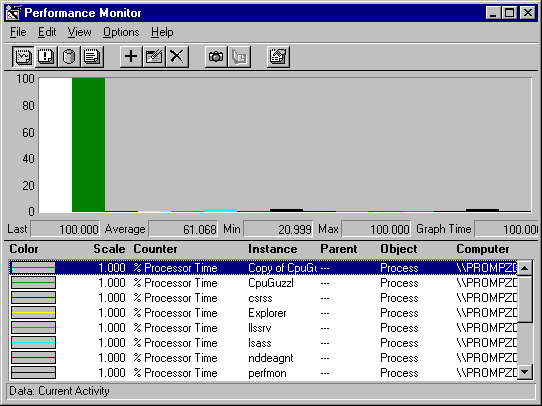 Performance Monitor
File Edit View Options Help
100
80
60
40
20
0
Last 100.000 Average 61.068 Min 20.999 Max 100.000 Graph Time 100.00
Color Scale Counter Instance Parent Object Computer
1.000 % Processor Time Copy of CpuGu --- Process \\PROMPZD
1.000 % Processor Time CpuGuzzl --- Process \\PROMPZD
1.000 % Processor Time csrss --- Process \\PROMPZD
1.000 % Processor Time Explorer --- Process \\PROMPZD
1.000 % Processor Time llssrv --- Process \\PROMPZD
1.000 % Processor Time lsass --- Process \\PROMPZD
1.000 % Processor Time nddeagnt --- Process \\PROMPZD
1.000 % Processor Time perfmon --- Process \\PROMPZD
Data: Current Activity